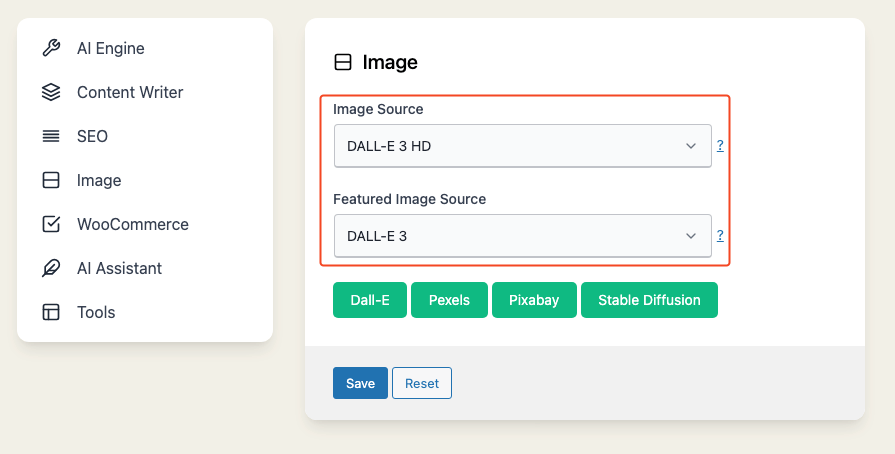 AI Engine
Content Writer
SEO
Image
WooCommerce
AI Assistant
Tools
Image
Image Source
DALL-E 3 HD
?
Featured Image Source
DALL-E 3
?
Dall-E Pexels Pixabay Stable Diffusion
Save Reset